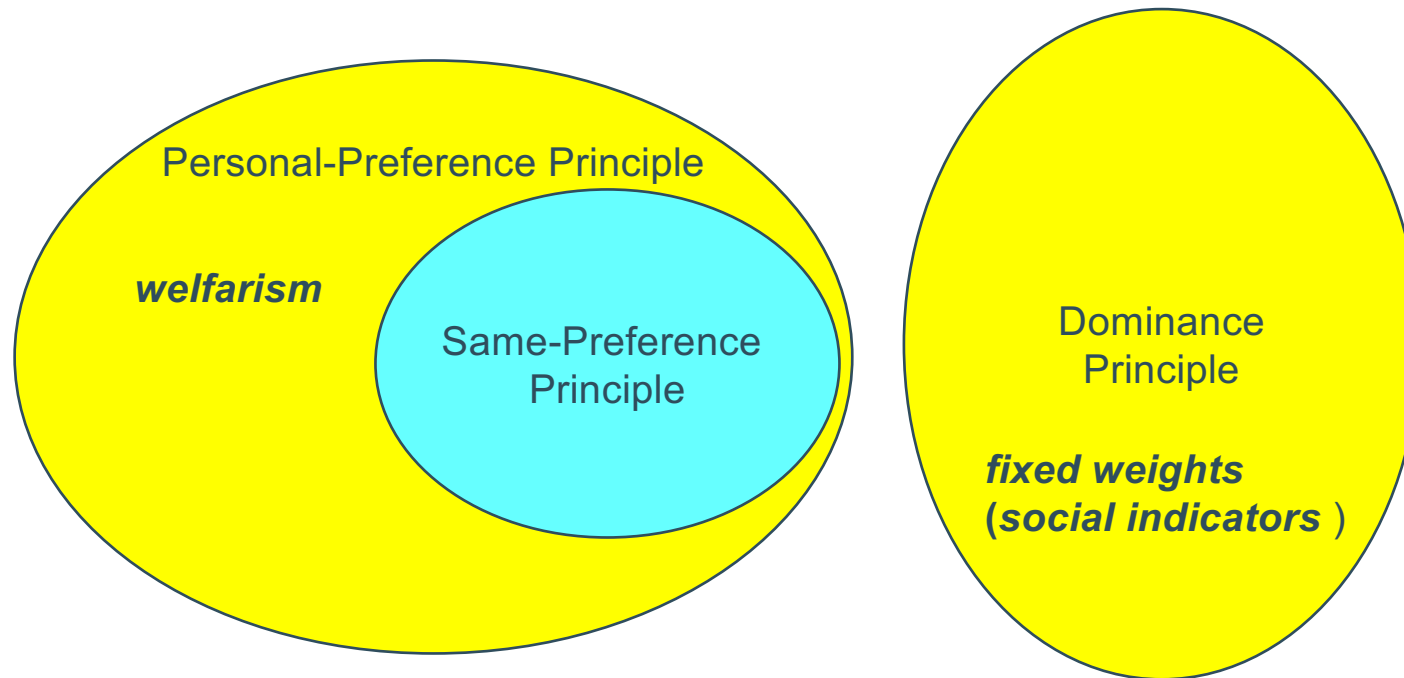 Personal-Preference Principle
welfarism
Same-Preference
Principle
Dominance
Principle
fixed weights
(social indicators )